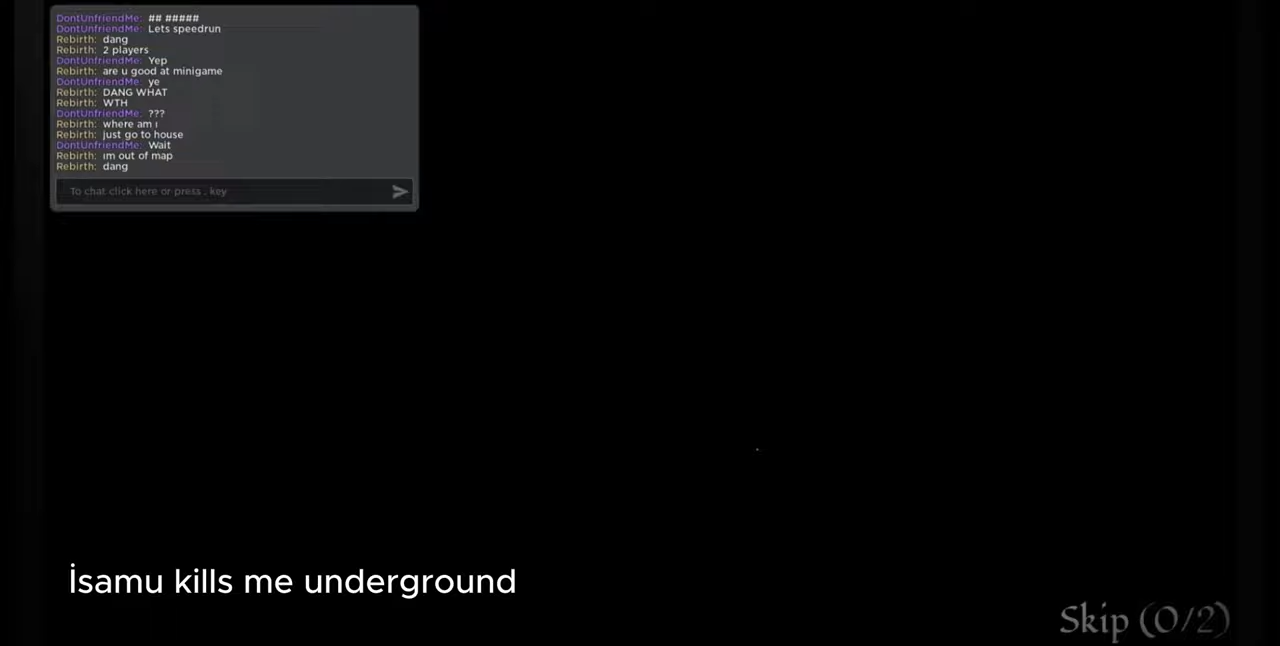 DontUnfriendMe: ## #####
DontUnfriendMe: Lets speedrun
Rebirth: dang
Rebirth: 2 players
DontUnfriendMe: Yep
Rebirth: are u good at minigame
DontUnfriendMe: ye
Rebirth: DANG WHAT
Rebirth: WTH
DontUnfriendMe: ???
Rebirth: where am ı
Rebirth: just go to house
DontUnfriendMe: Wait
Rebirth: ım out of map
Rebirth: dang
To chat click here or press . key
İsamu kills me underground
Skip (0/2)